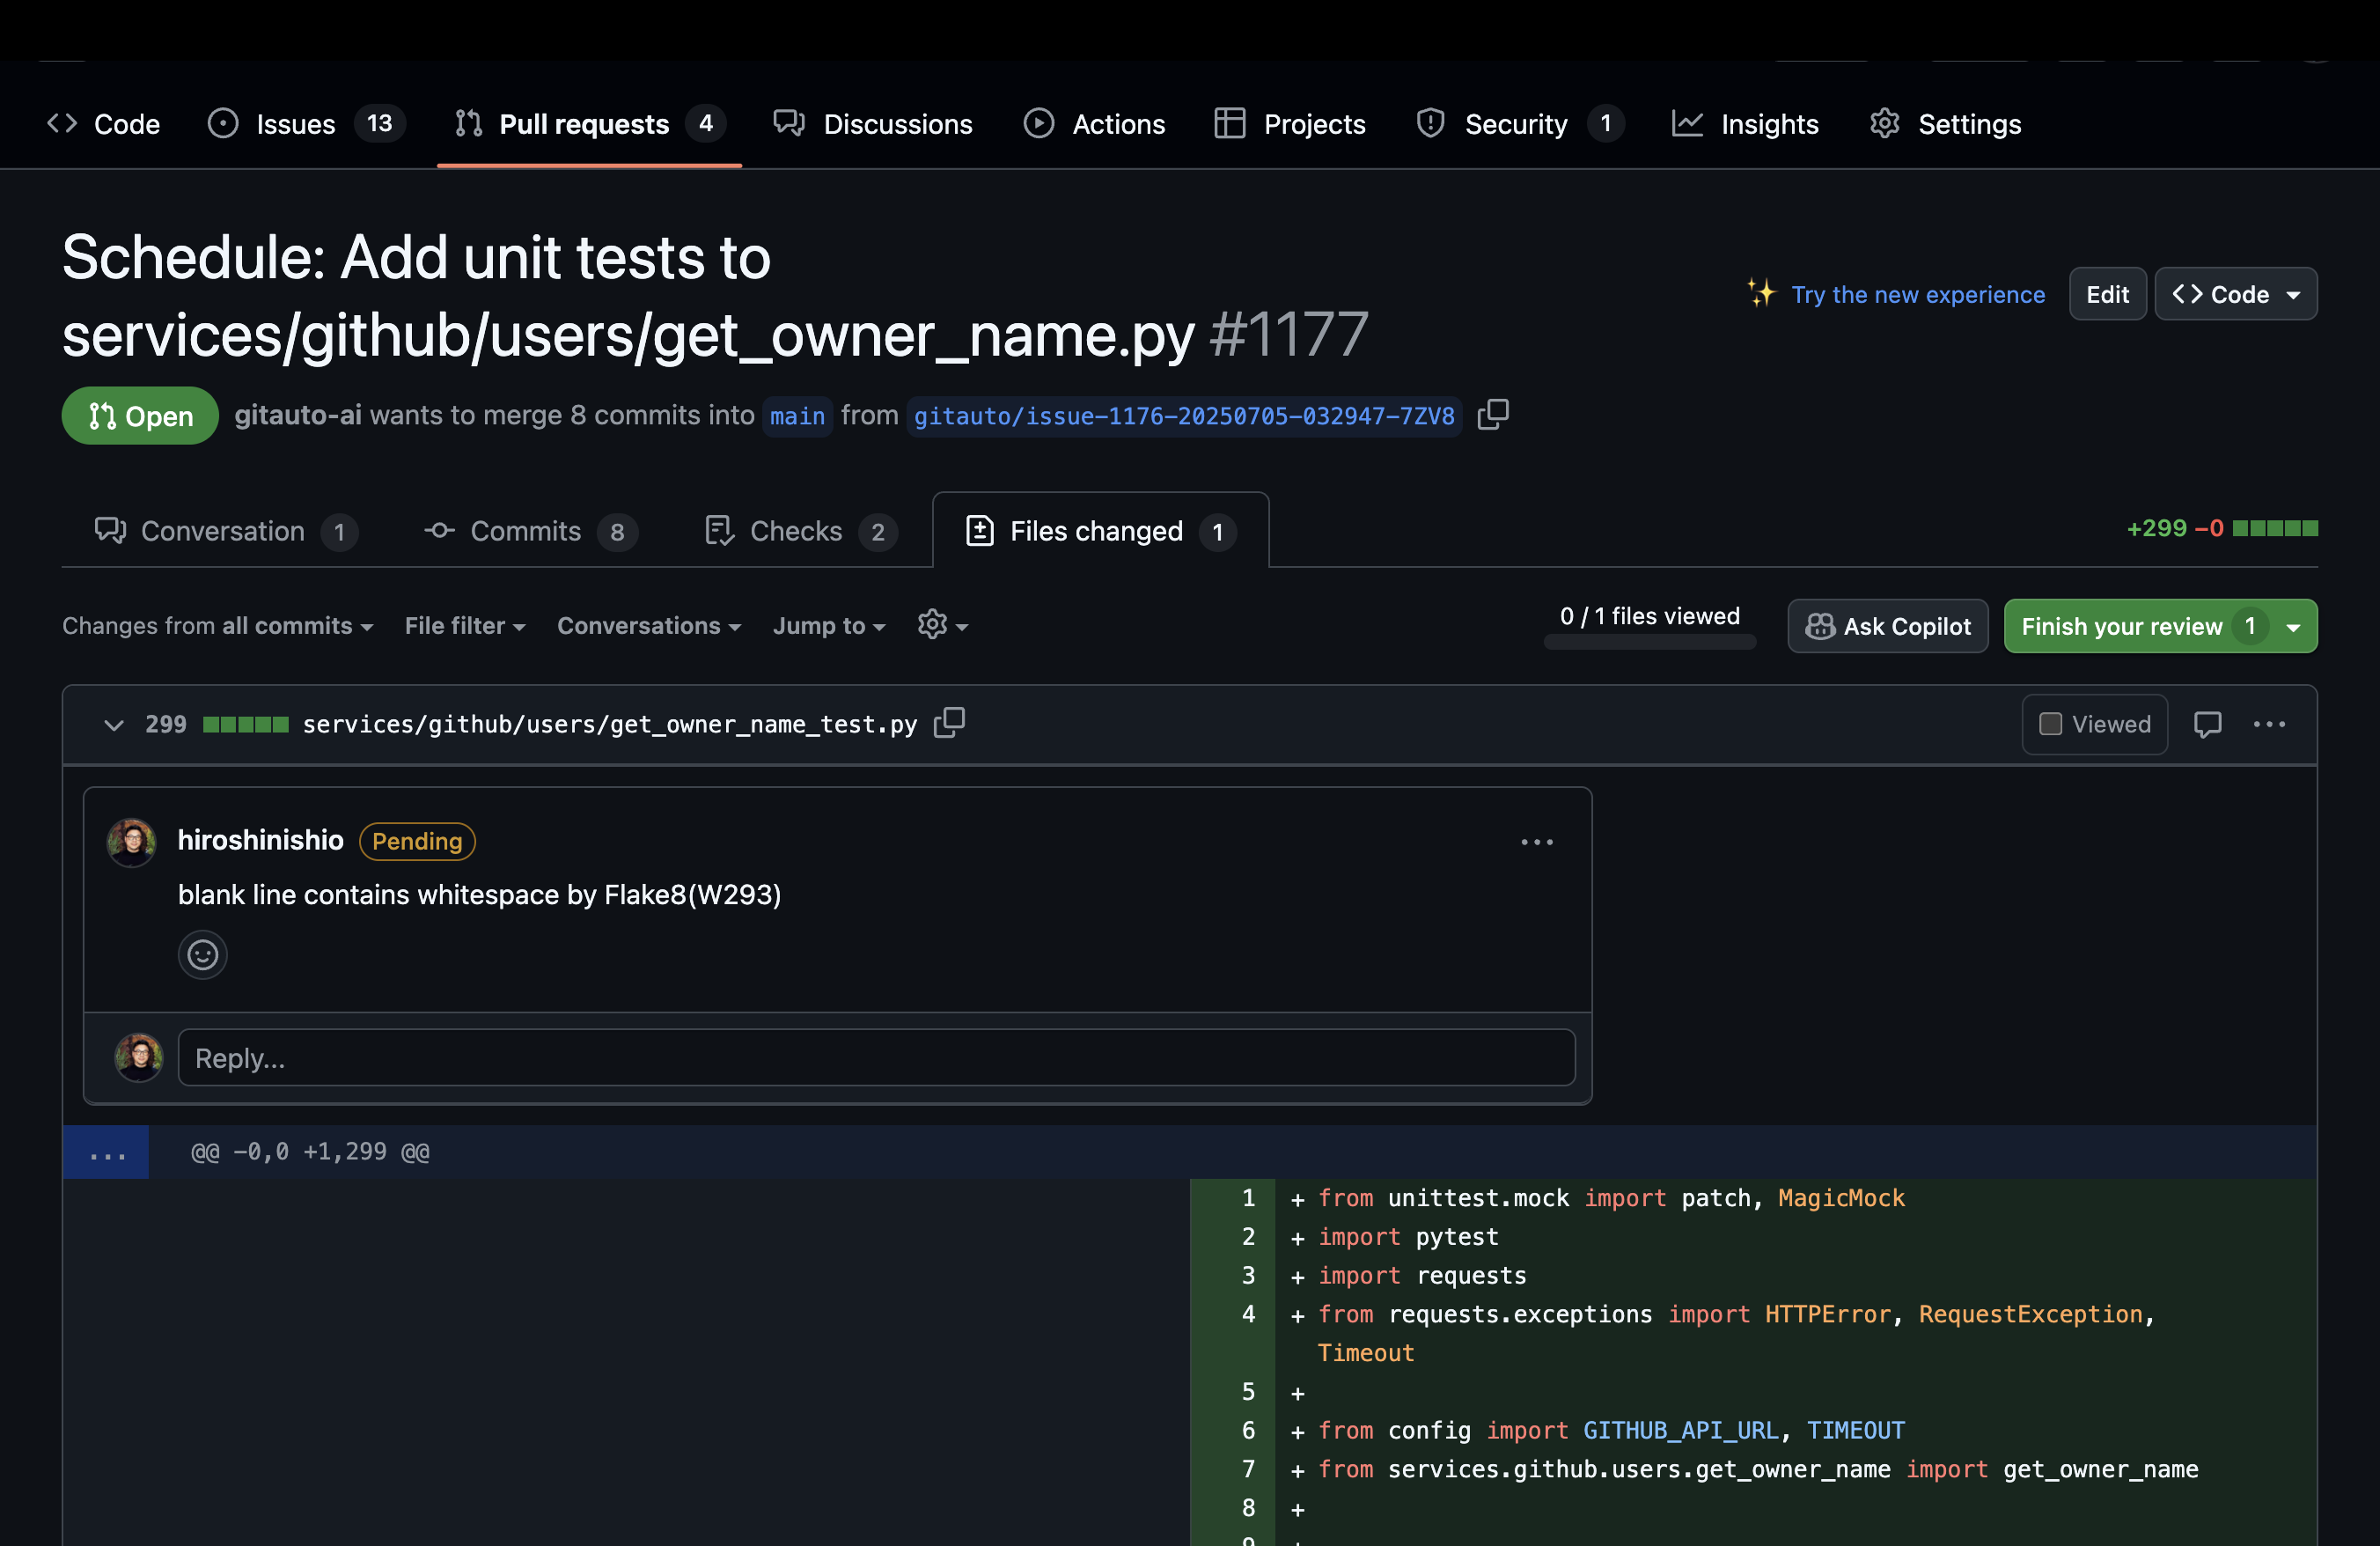 Code Issues 13 Pull requests 4 Discussions Actions Projects Security 1 Insights Settings
Schedule: Add unit tests to
services/github/users/get_owner_name.py #1177
Try the new experience Edit Code
Open gitauto-ai wants to merge 8 commits into main from gitauto/issue-1176-20250705-032947-7ZV8
Conversation 1 Commits 8 Checks 2 Files changed 1 +299 −0
Changes from all commits File filter Conversations Jump to 0 / 1 files viewed Ask Copilot Finish your review 1
299 services/github/users/get_owner_name_test.py Viewed
hiroshinishio Pending
blank line contains whitespace by Flake8(W293)
Reply...
... @@ -0,0 +1,299 @@
1 + from unittest.mock import patch, MagicMock
2 + import pytest
3 + import requests
4 + from requests.exceptions import HTTPError, RequestException,
Timeout
5 +
6 + from config import GITHUB_API_URL, TIMEOUT
7 + from services.github.users.get_owner_name import get_owner_name
8 +